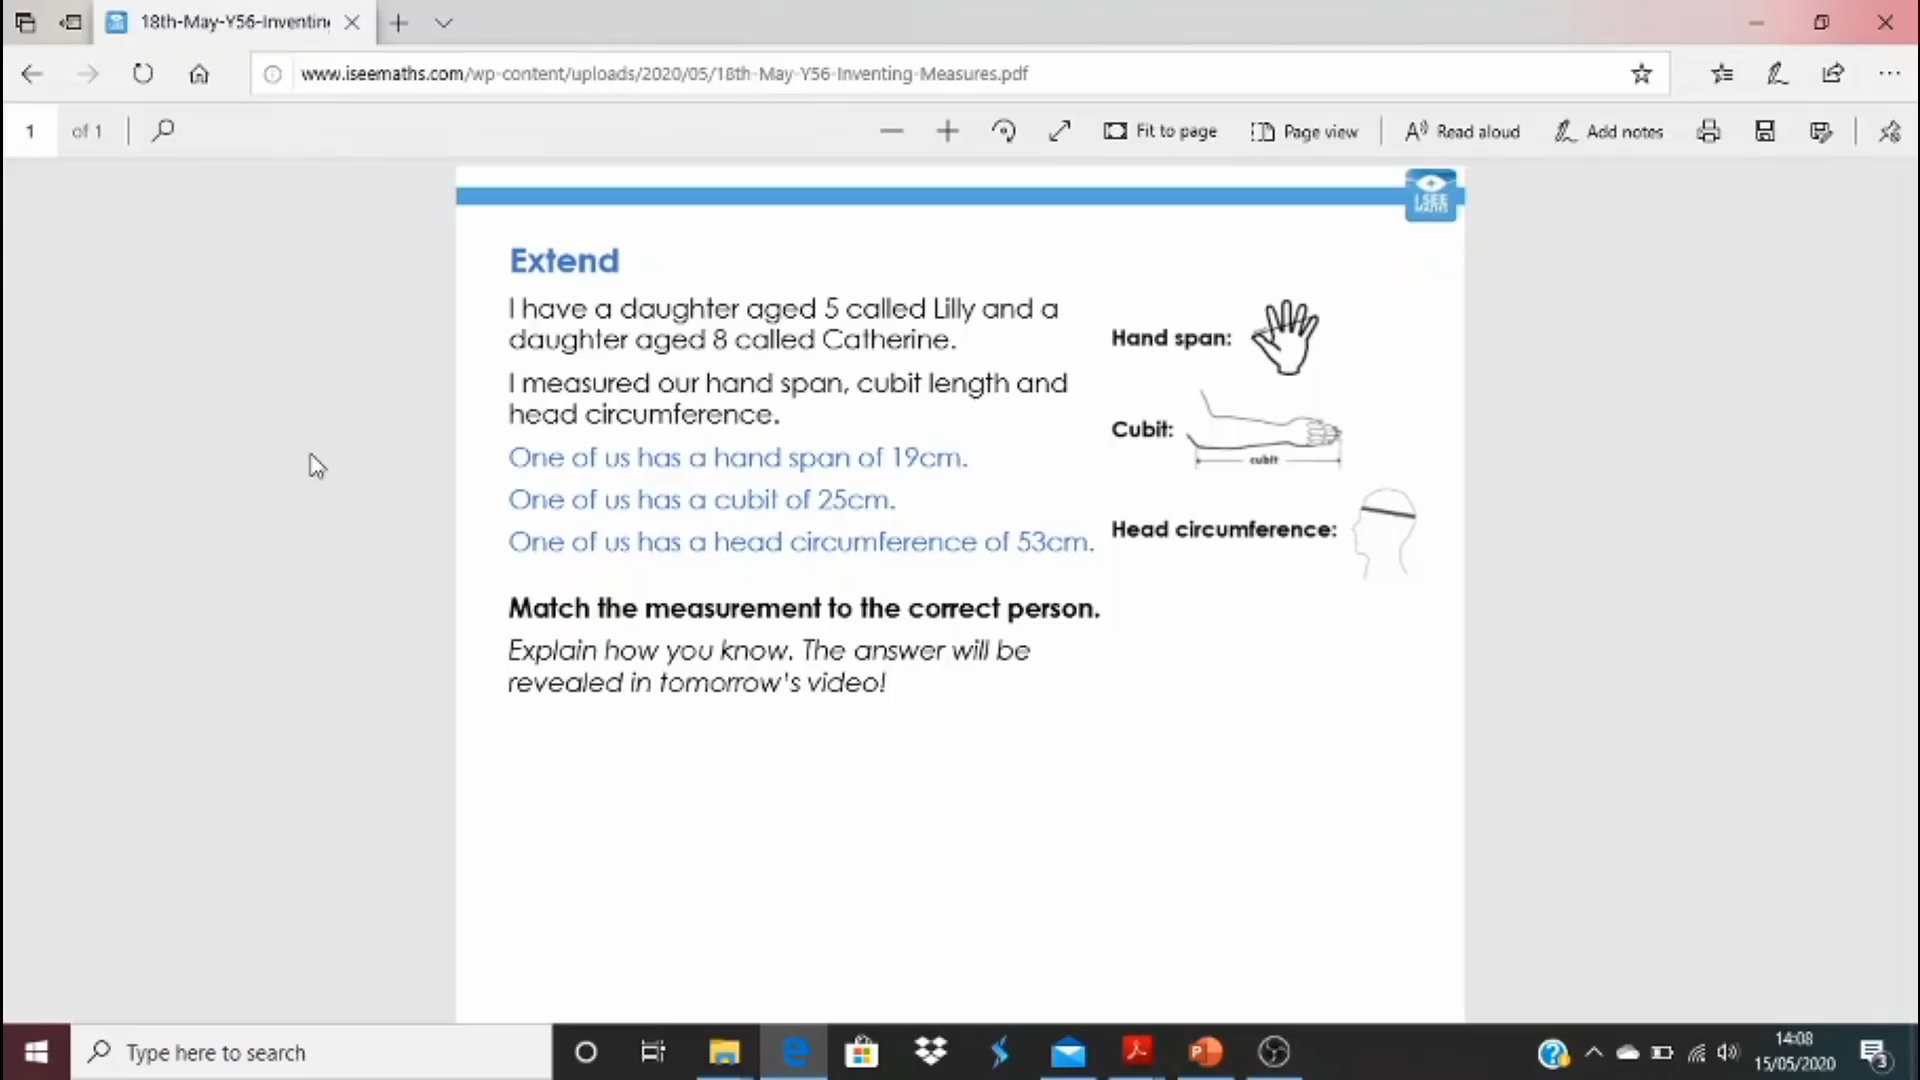 18th-May-Y56-Inventin
www.iseemaths.com/wp-content/uploads/2020/05/18th-May-Y56-Inventing-Measures.pdf
1 of 1
Fit to page
Page view
Read aloud
Add notes
I SEE
MATHS
Extend
I have a daughter aged 5 called Lilly and a
daughter aged 8 called Catherine.
I measured our hand span, cubit length and
head circumference.
One of us has a hand span of 19cm.
One of us has a cubit of 25cm.
One of us has a head circumference of 53cm.
Hand span:
Cubit:
cubit
Head circumference:
Match the measurement to the correct person.
Explain how you know. The answer will be
revealed in tomorrow's video!
Type here to search
14:08
15/05/2020
3